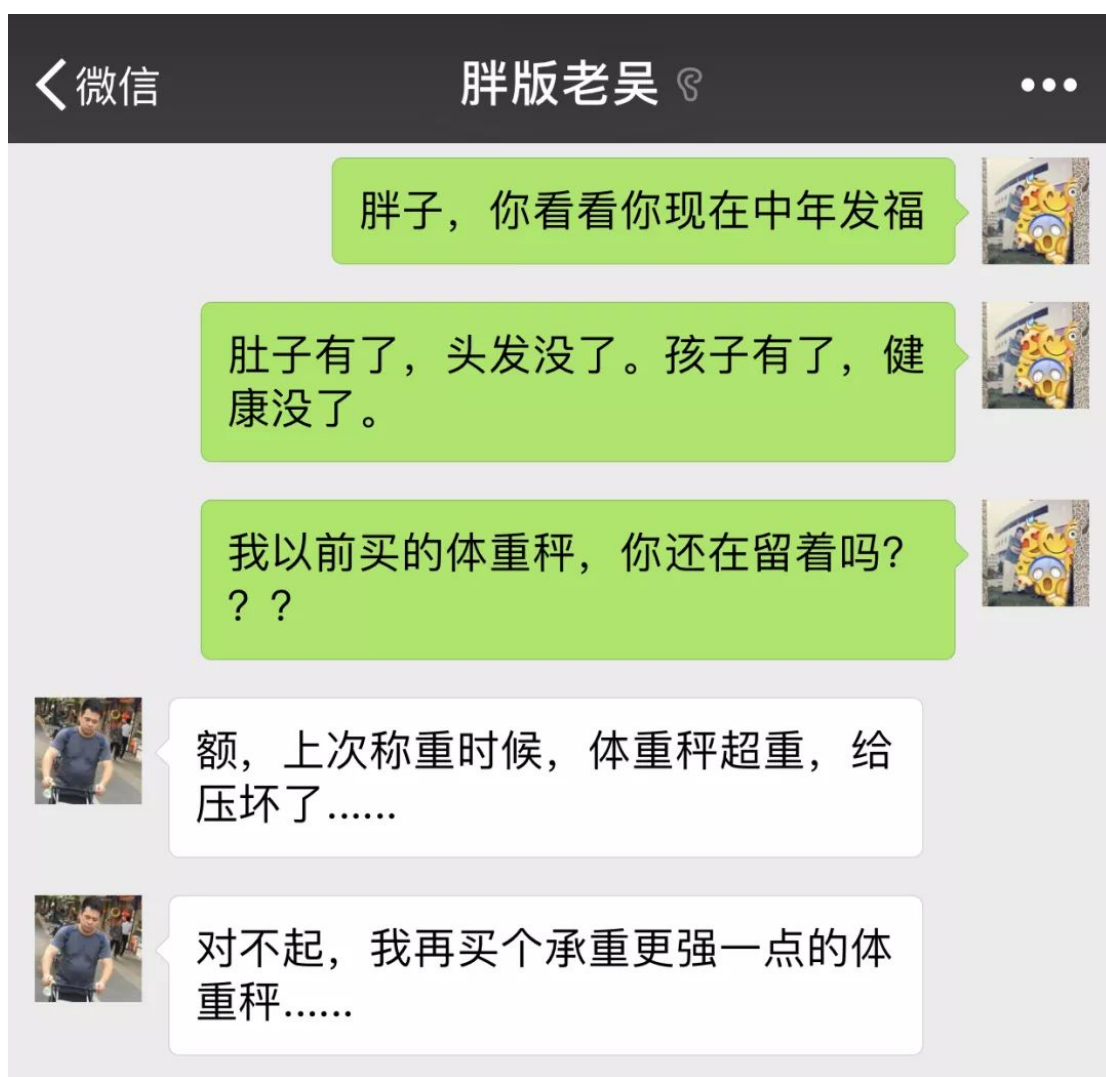 微信
胖版老吴
胖子，你看看你现在中年发福
肚子有了，头发没了。孩子有了，健
康没了。
我以前买的体重秤，你还在留着吗？
？？
额，上次称重时候，体重秤超重，给
压坏了......
对不起，我再买个承重更强一点的体
重秤......